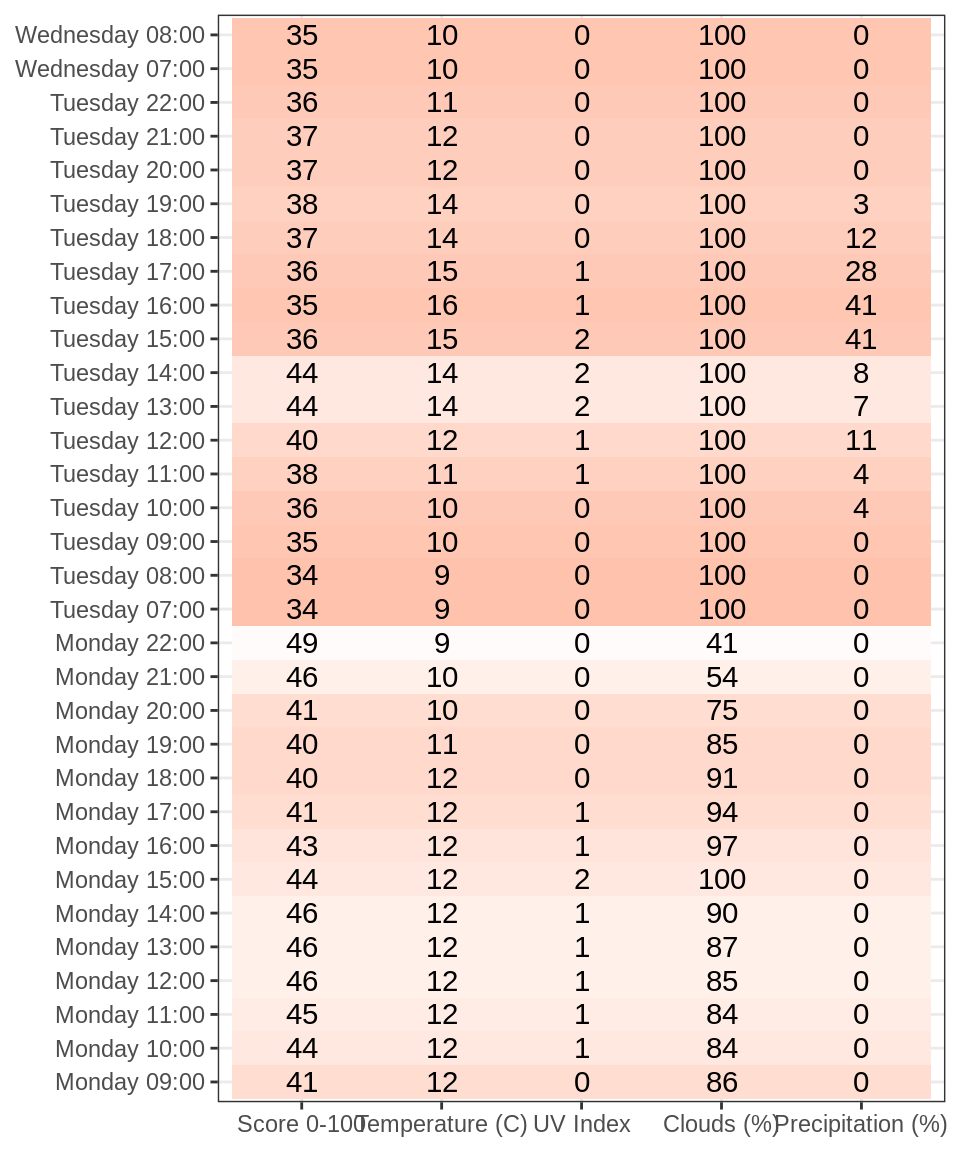 Wednesday 08:00 35 10 0 100 0
Wednesday 07:00 35 10 0 100 0
Tuesday 22:00 36 11 0 100 0
Tuesday 21:00 37 12 0 100 0
Tuesday 20:00 37 12 0 100 0
Tuesday 19:00 38 14 0 100 3
Tuesday 18:00 37 14 0 100 12
Tuesday 17:00 36 15 1 100 28
Tuesday 16:00 35 16 1 100 41
Tuesday 15:00 36 15 2 100 41
Tuesday 14:00 44 14 2 100 8
Tuesday 13:00 44 14 2 100 7
Tuesday 12:00 40 12 1 100 11
Tuesday 11:00 38 11 1 100 4
Tuesday 10:00 36 10 0 100 4
Tuesday 09:00 35 10 0 100 0
Tuesday 08:00 34 9 0 100 0
Tuesday 07:00 34 9 0 100 0
Monday 22:00 49 9 0 41 0
Monday 21:00 46 10 0 54 0
Monday 20:00 41 10 0 75 0
Monday 19:00 40 11 0 85 0
Monday 18:00 40 12 0 91 0
Monday 17:00 41 12 1 94 0
Monday 16:00 43 12 1 97 0
Monday 15:00 44 12 2 100 0
Monday 14:00 46 12 1 90 0
Monday 13:00 46 12 1 87 0
Monday 12:00 46 12 1 85 0
Monday 11:00 45 12 1 84 0
Monday 10:00 44 12 1 84 0
Monday 09:00 41 12 0 86 0
Score 0-100 Temperature (C) UV Index Clouds (%) Precipitation (%)